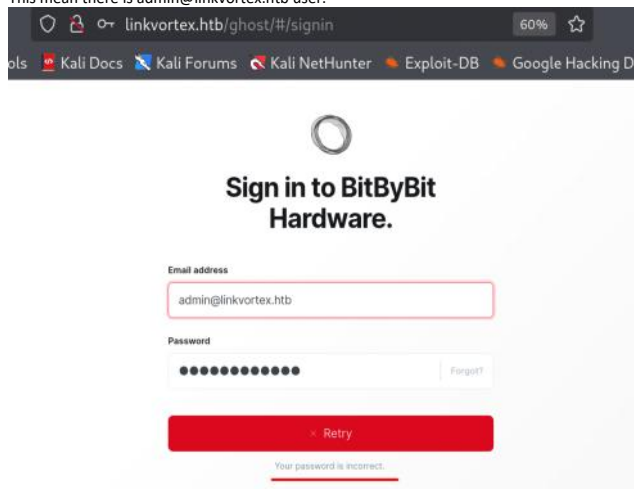 This mean there is admin@linkvortex.htb user.
linkvortex.htb/ghost/#/signin 60%
ols Kali Docs Kali Forums Kali NetHunter Exploit-DB Google Hacking D
Sign in to BitByBit
Hardware.
Email address
admin@linkvortex.htb
Password
●●●●●●●●●●●● Forgot?
× Retry
Your password is incorrect.